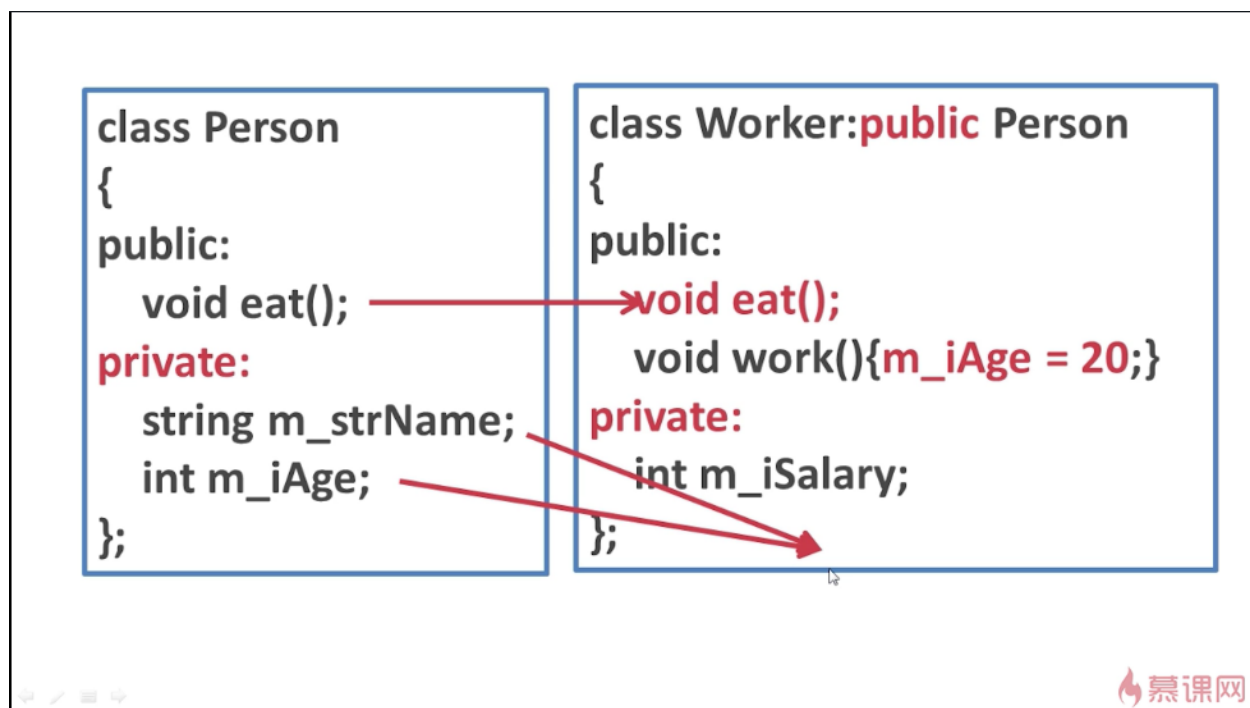 class Person
{
public:
void eat();
private:
string m_strName;
int m_iAge;
};
class Worker:public Person
{
public:
void eat();
void work(){m_iAge = 20;}
private:
int m_iSalary;
};
慕课网